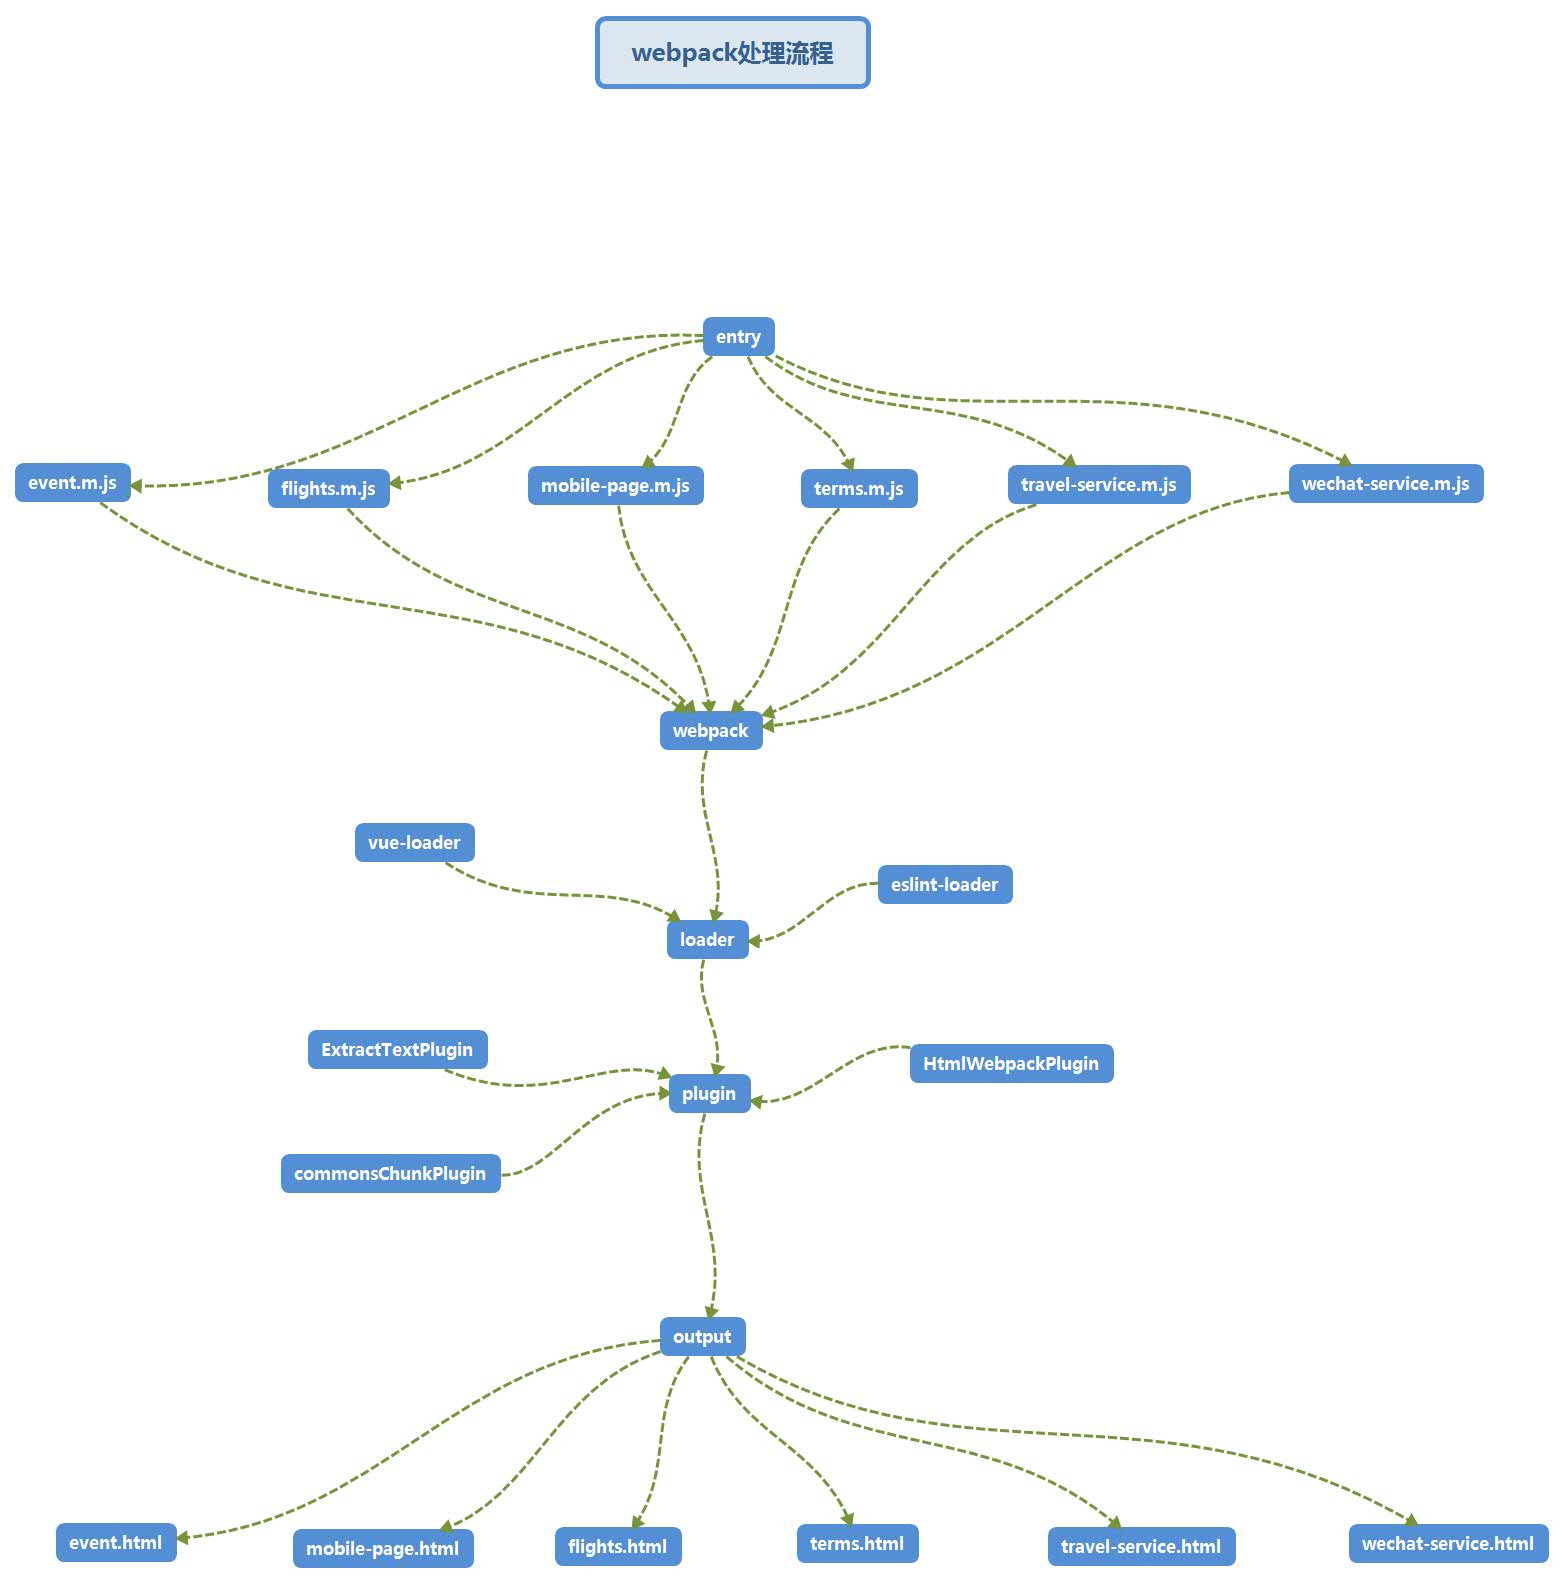 webpack处理流程
entry
event.m.js
flights.m.js
mobile-page.m.js
terms.m.js
travel-service.m.js
wechat-service.m.js
webpack
vue-loader
eslint-loader
loader
ExtractTextPlugin
HtmlWebpackPlugin
plugin
commonsChunkPlugin
output
event.html
mobile-page.html
flights.html
terms.html
travel-service.html
wechat-service.html